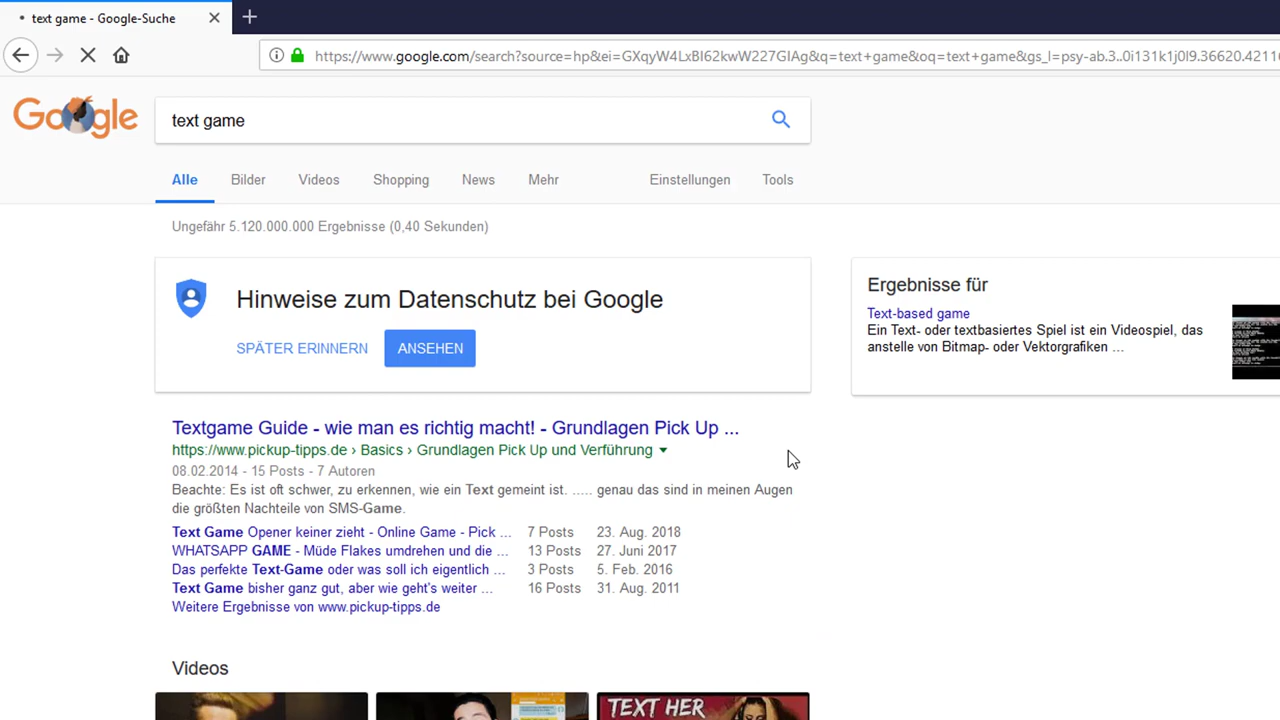 text game - Google-Suche
https://www.google.com/search?source=hp&ei=GXqyW4LxBI62kwW227GIAg&q=text+game&oq=text+game&gs_l=psy-ab.3..0i131k1j0l9.36620.4211
Google
text game
Alle Bilder Videos Shopping News Mehr Einstellungen Tools
Ungefähr 5.120.000.000 Ergebnisse (0,40 Sekunden)
Hinweise zum Datenschutz bei Google
SPÄTER ERINNERN ANSEHEN
Ergebnisse für
Text-based game
Ein Text- oder textbasiertes Spiel ist ein Videospiel, das
anstelle von Bitmap- oder Vektorgrafiken ...
Textgame Guide - wie man es richtig macht! - Grundlagen Pick Up ...
https://www.pickup-tipps.de › Basics › Grundlagen Pick Up und Verführung
08.02.2014 - 15 Posts - 7 Autoren
Beachte: Es ist oft schwer, zu erkennen, wie ein Text gemeint ist. ..... genau das sind in meinen Augen
die größten Nachteile von SMS-Game.
Text Game Opener keiner zieht - Online Game - Pick ... 7 Posts 23. Aug. 2018
WHATSAPP GAME - Müde Flakes umdrehen und die ... 13 Posts 27. Juni 2017
Das perfekte Text-Game oder was soll ich eigentlich ... 3 Posts 5. Feb. 2016
Text Game bisher ganz gut, aber wie geht's weiter ... 16 Posts 31. Aug. 2011
Weitere Ergebnisse von www.pickup-tipps.de
Videos
TEXT HER